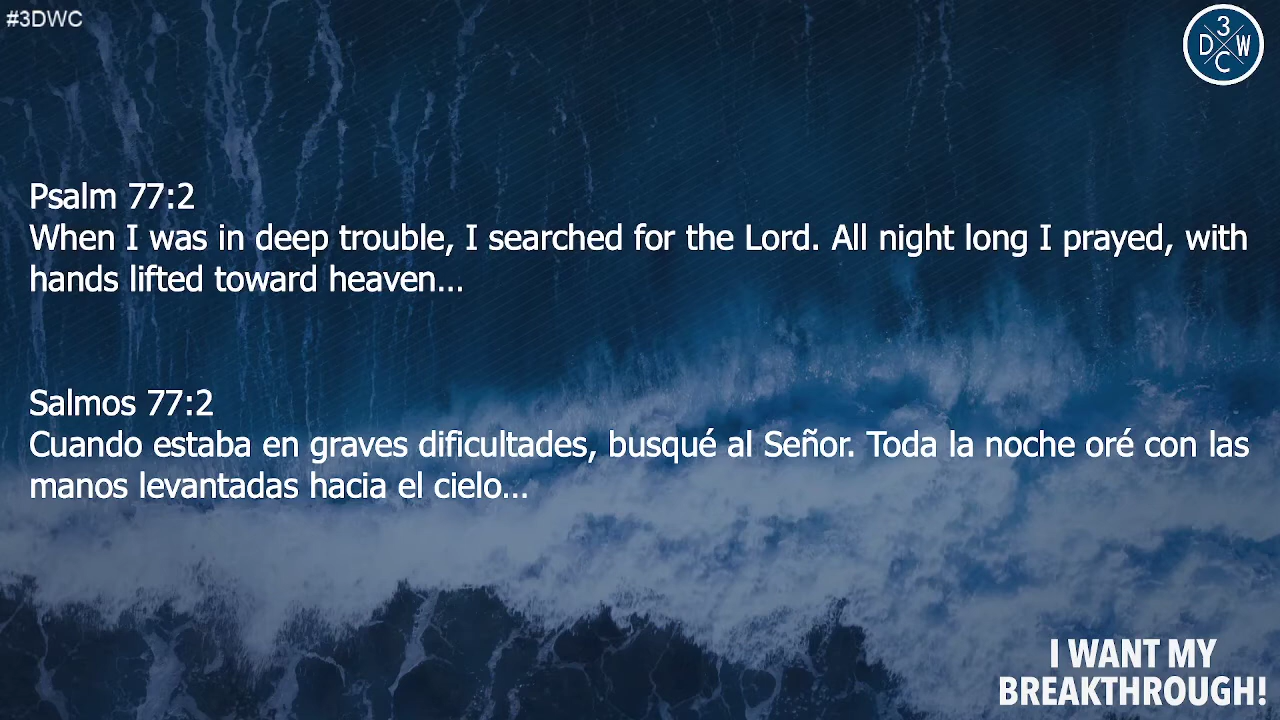 #3DWC
3
D W
C
Psalm 77:2
When I was in deep trouble, I searched for the Lord. All night long I prayed, with
hands lifted toward heaven...
Salmos 77:2
Cuando estaba en graves dificultades, busqué al Señor. Toda la noche oré con las
manos levantadas hacia el cielo...
I WANT MY
BREAKTHROUGH!